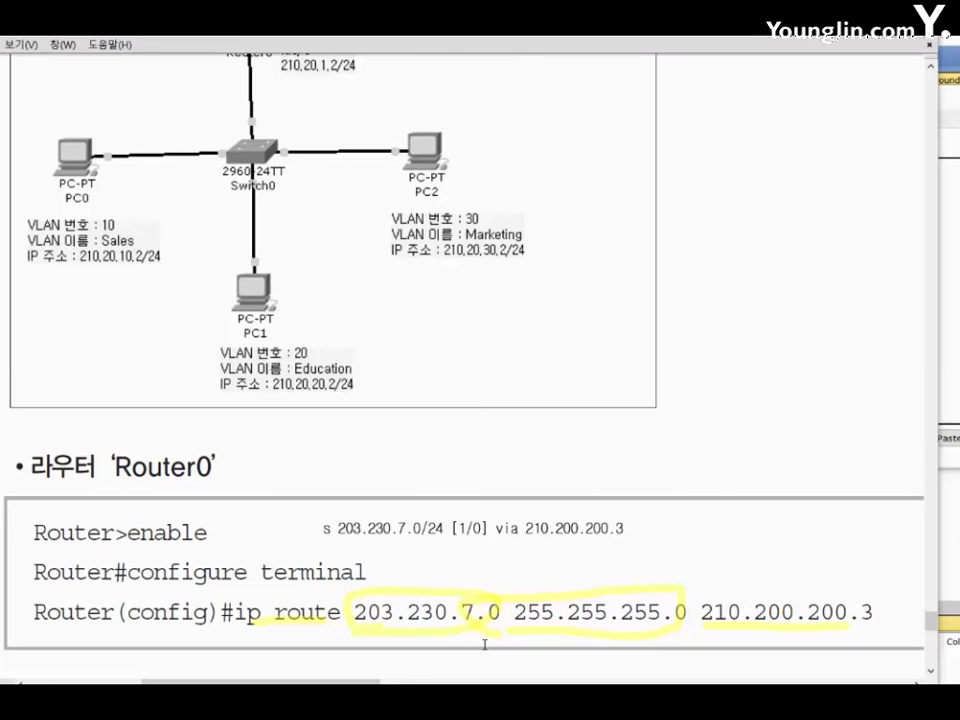 Younglin.com Y.
보기(V) 창(W) 도움말(H)
210,20,1,2/24
PC-PT
PC0
2960-24TT
Switch0
PC-PT
PC2
VLAN 번호 : 10
VLAN 이름 : Sales
IP 주소 : 210,20,10,2/24
VLAN 번호 : 30
VLAN 이름 : Marketing
IP 주소 : 210,20,30,2/24
PC-PT
PC1
VLAN 번호 : 20
VLAN 이름 : Education
IP 주소 : 210,20,20,2/24
• 라우터 ‘Router0’
Router>enable
s 203.230.7.0/24 [1/0] via 210.200.200.3
Router#configure terminal
Router(config)#ip route 203.230.7.0 255.255.255.0 210.200.200.3
Paste